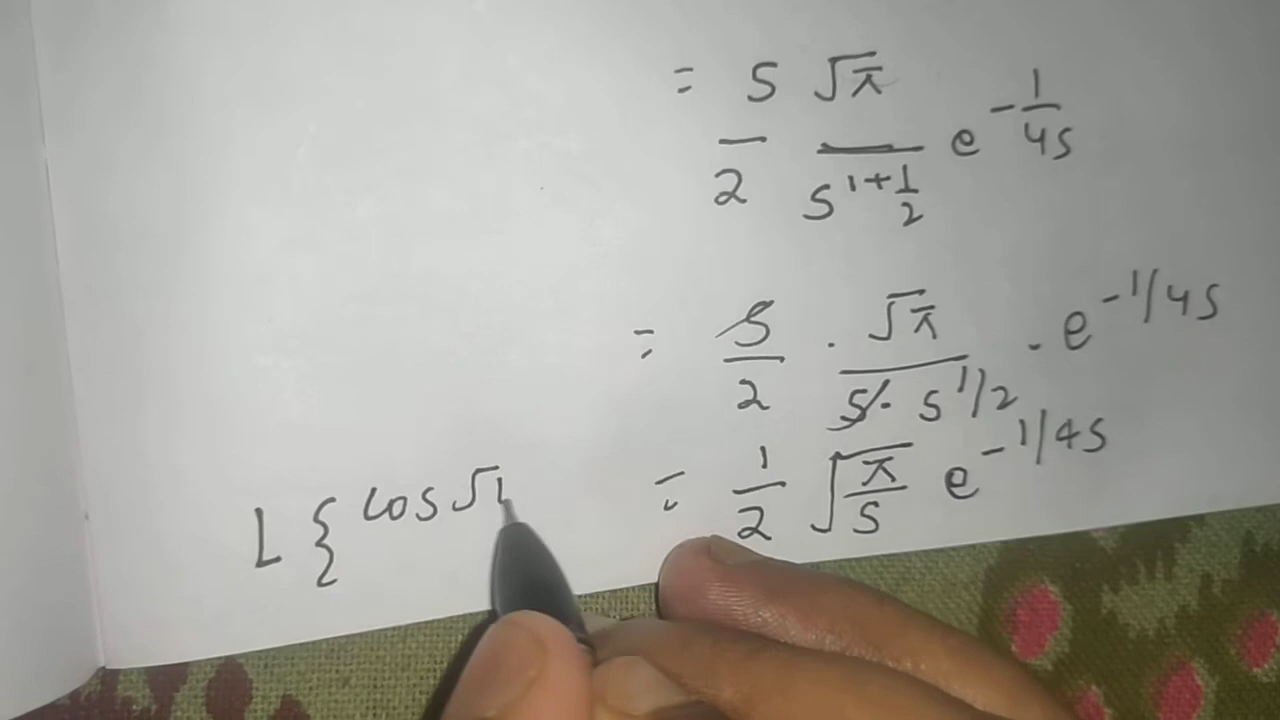 = S/2 √π/S^(1+1/2) e^(-1/4S)
= S/2 . √π/(S . S^(1/2)) . e^(-1/4S)
L { cos √ = 1/2 √(π/S) e^(-1/4S)